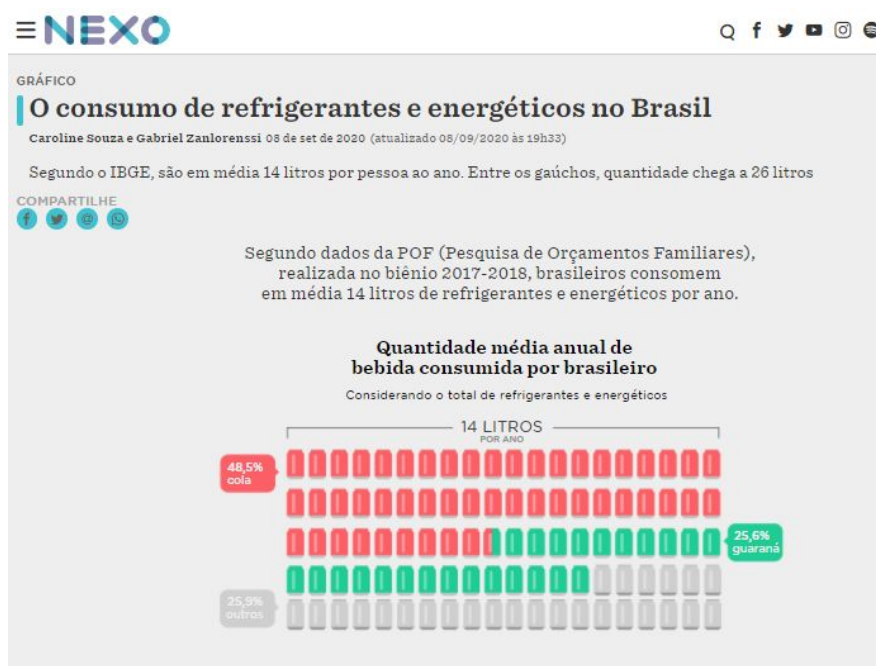 NEXO
GRÁFICO
O consumo de refrigerantes e energéticos no Brasil
Caroline Souza e Gabriel Zanlorenssi 08 de set de 2020 (atualizado 08/09/2020 às 19h33)
Segundo o IBGE, são em média 14 litros por pessoa ao ano. Entre os gaúchos, quantidade chega a 26 litros
COMPARTILHE
Segundo dados da POF (Pesquisa de Orçamentos Familiares),
realizada no biênio 2017-2018, brasileiros consomem
em média 14 litros de refrigerantes e energéticos por ano.
Quantidade média anual de
bebida consumida por brasileiro
Considerando o total de refrigerantes e energéticos
14 LITROS
POR ANO
48,5%
cola
25,6%
guaraná
25,9%
outros